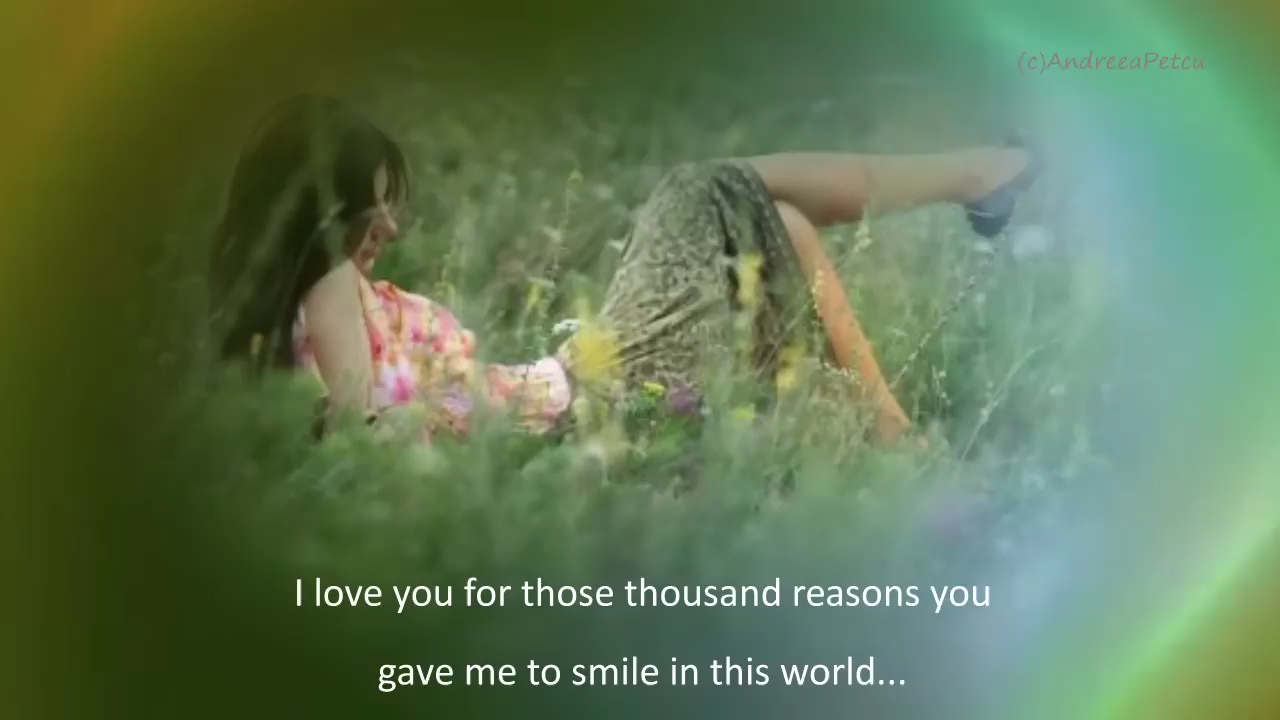 (c)AndreeaPetcu
I love you for those thousand reasons you
gave me to smile in this world...